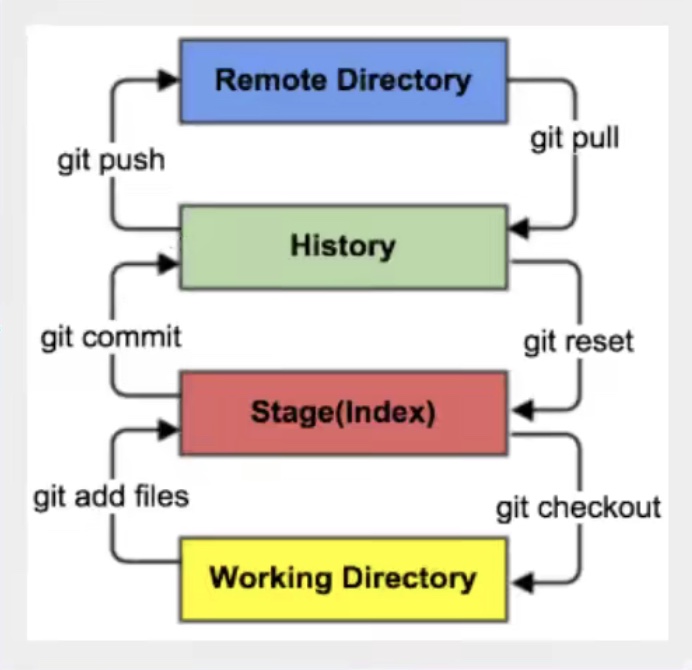 Remote Directory
git push
git pull
History
git commit
git reset
Stage(Index)
git add files
git checkout
Working Directory